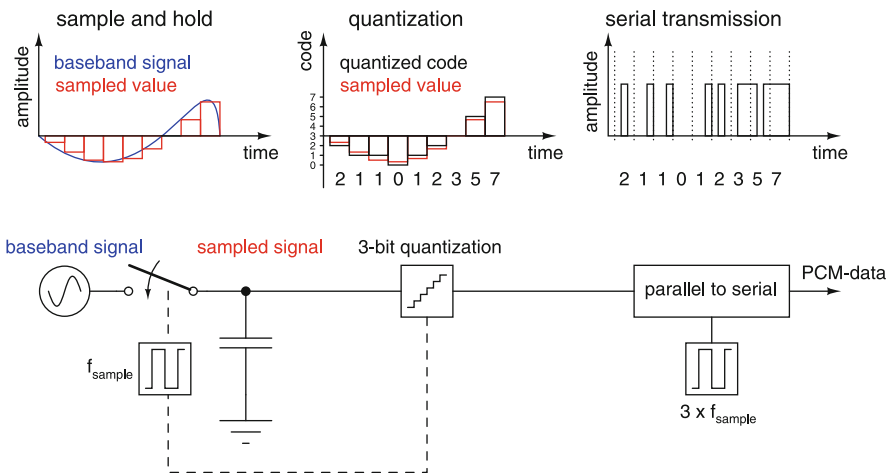 sample and hold
quantization
serial transmission
amplitude
baseband signal
sampled value
time
code
quantized code
sampled value
7
6
5
4
3
2
1
0
time
2 1 1 0 1 2 3 5 7
amplitude
time
2 1 1 0 1 2 3 5 7
baseband signal
sampled signal
3-bit quantization
parallel to serial
PCM-data
fsample
3 x fsample